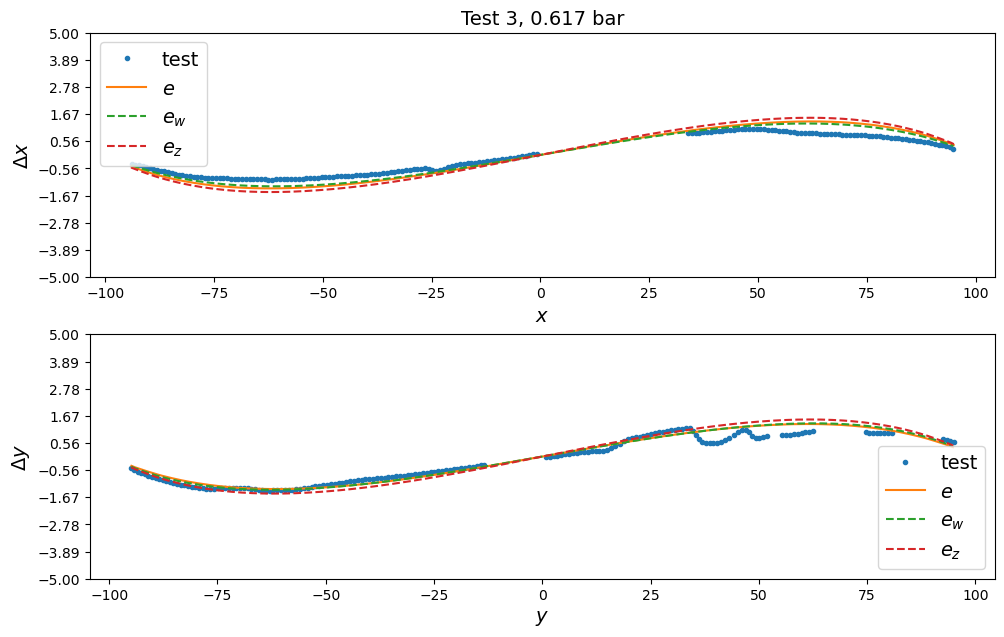 Test 3, 0.617 bar
5.00
3.89
2.78
1.67
0.56
−0.56
−1.67
−2.78
−3.89
−5.00
Δx
test
e
e_w
e_z
−100
−75
−50
−25
0
25
50
75
100
x
5.00
3.89
2.78
1.67
0.56
−0.56
−1.67
−2.78
−3.89
−5.00
Δy
test
e
e_w
e_z
−100
−75
−50
−25
0
25
50
75
100
y